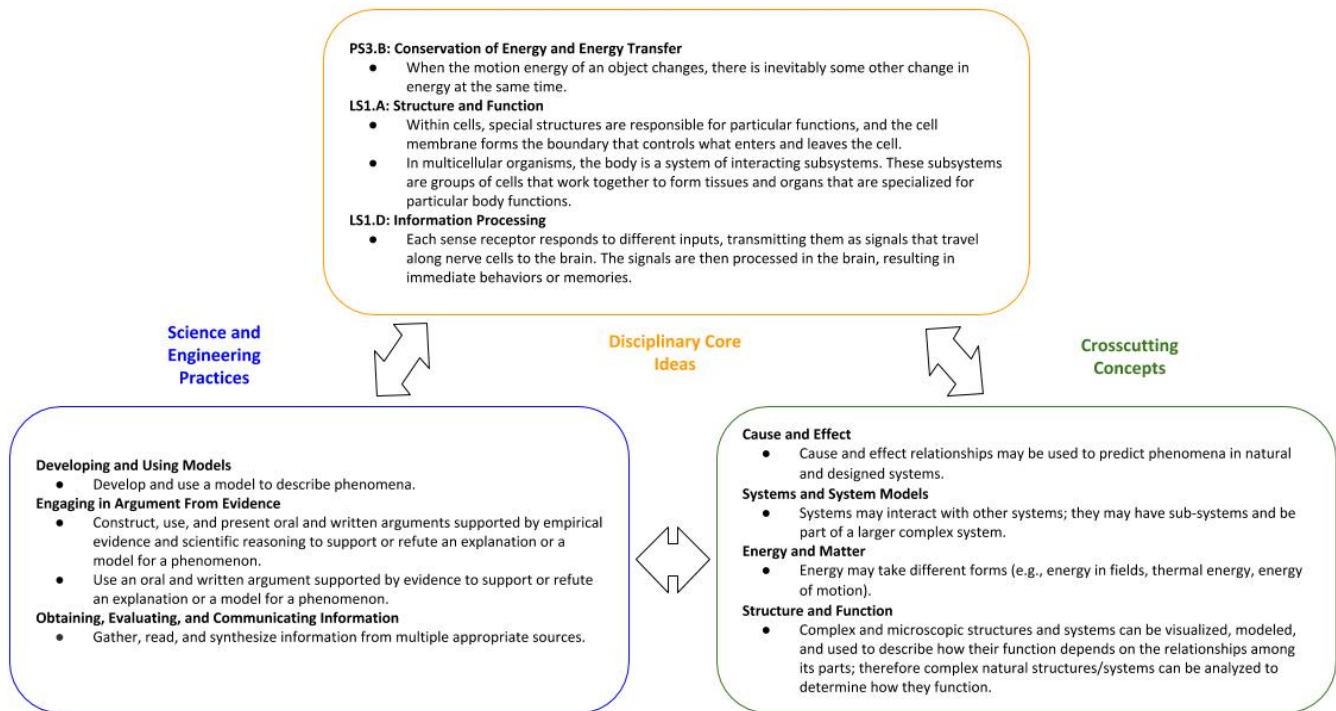 PS3.B: Conservation of Energy and Energy Transfer
● When the motion energy of an object changes, there is inevitably some other change in
energy at the same time.
LS1.A: Structure and Function
● Within cells, special structures are responsible for particular functions, and the cell
membrane forms the boundary that controls what enters and leaves the cell.
● In multicellular organisms, the body is a system of interacting subsystems. These subsystems
are groups of cells that work together to form tissues and organs that are specialized for
particular body functions.
LS1.D: Information Processing
● Each sense receptor responds to different inputs, transmitting them as signals that travel
along nerve cells to the brain. The signals are then processed in the brain, resulting in
immediate behaviors or memories.
Science and
Engineering
Practices
Disciplinary Core
Ideas
Crosscutting
Concepts
Developing and Using Models
● Develop and use a model to describe phenomena.
Engaging in Argument From Evidence
● Construct, use, and present oral and written arguments supported by empirical
evidence and scientific reasoning to support or refute an explanation or a
model for a phenomenon.
● Use an oral and written argument supported by evidence to support or refute
an explanation or a model for a phenomenon.
Obtaining, Evaluating, and Communicating Information
● Gather, read, and synthesize information from multiple appropriate sources.
Cause and Effect
● Cause and effect relationships may be used to predict phenomena in natural
and designed systems.
Systems and System Models
● Systems may interact with other systems; they may have sub-systems and be
part of a larger complex system.
Energy and Matter
● Energy may take different forms (e.g., energy in fields, thermal energy, energy
of motion).
Structure and Function
● Complex and microscopic structures and systems can be visualized, modeled,
and used to describe how their function depends on the relationships among
its parts; therefore complex natural structures/systems can be analyzed to
determine how they function.